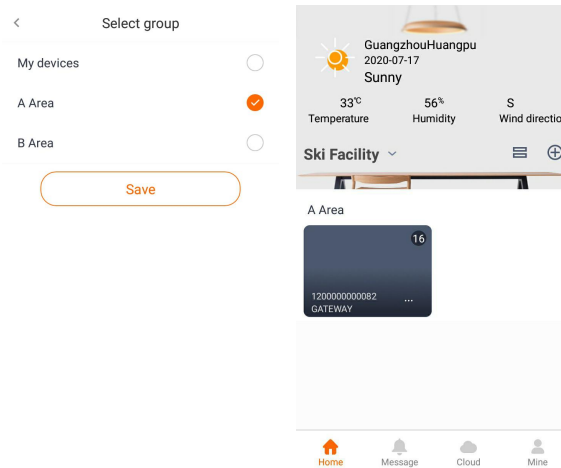 Select group
My devices
A Area
B Area
Save
GuangzhouHuangpu
2020-07-17
Sunny
33℃ 56% S
Temperature Humidity Wind directio
Ski Facility
A Area
16
1200000000082
...
GATEWAY
Home Message Cloud Mine